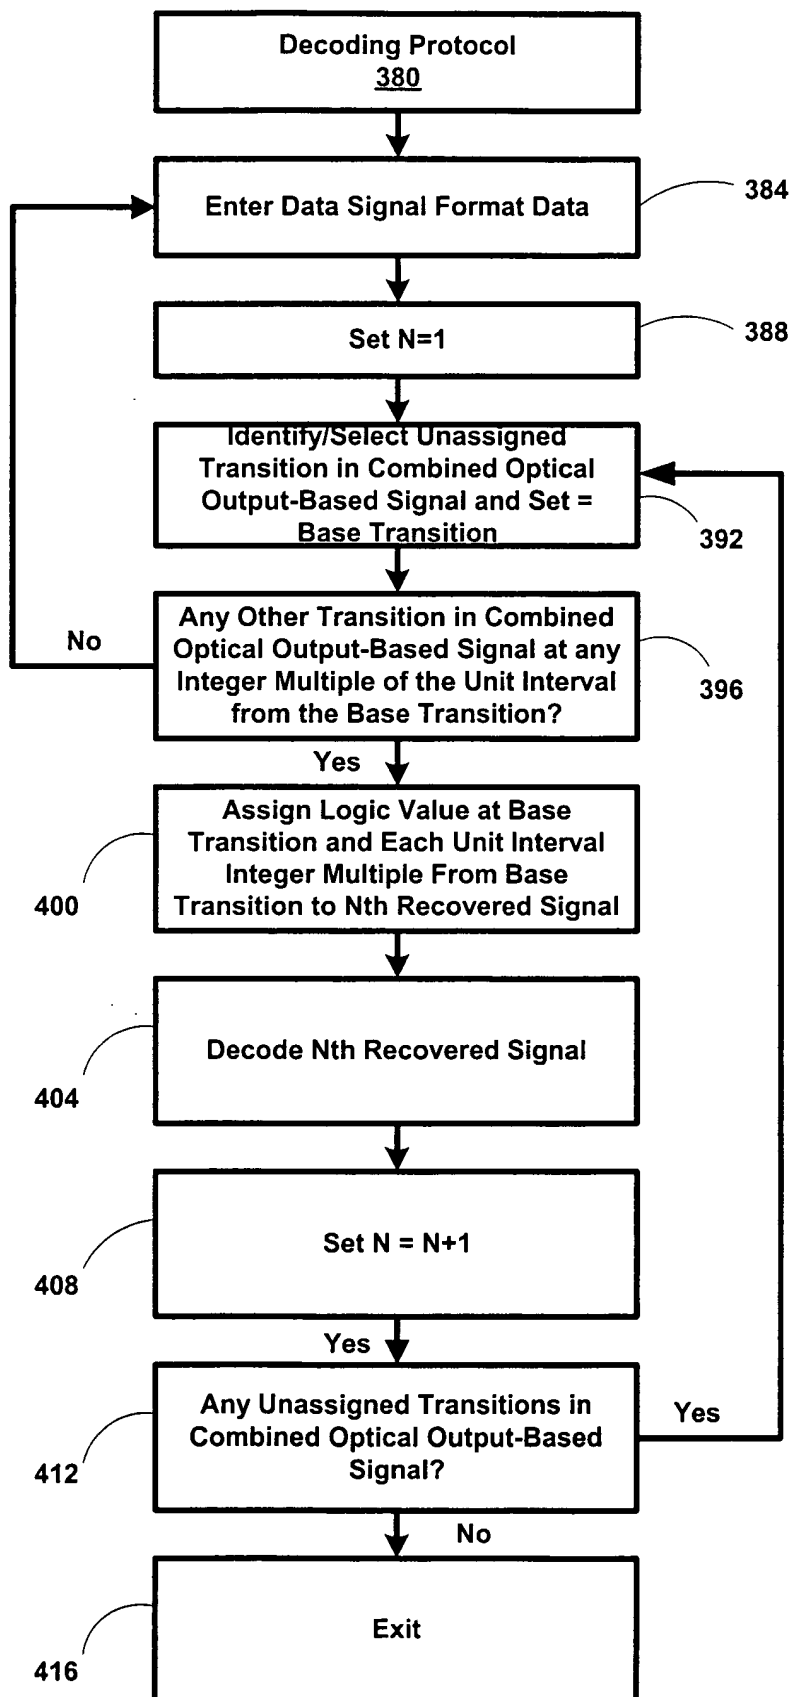 Decoding Protocol
380
Enter Data Signal Format Data
384
Set N=1
388
Identify/Select Unassigned
Transition in Combined Optical
Output-Based Signal and Set =
Base Transition
392
No
Any Other Transition in Combined
Optical Output-Based Signal at any
Integer Multiple of the Unit Interval
from the Base Transition?
396
Yes
Assign Logic Value at Base
Transition and Each Unit Interval
Integer Multiple From Base
Transition to Nth Recovered Signal
400
Decode Nth Recovered Signal
404
Set N = N+1
408
Yes
Any Unassigned Transitions in
Combined Optical Output-Based
Signal?
Yes
412
No
Exit
416